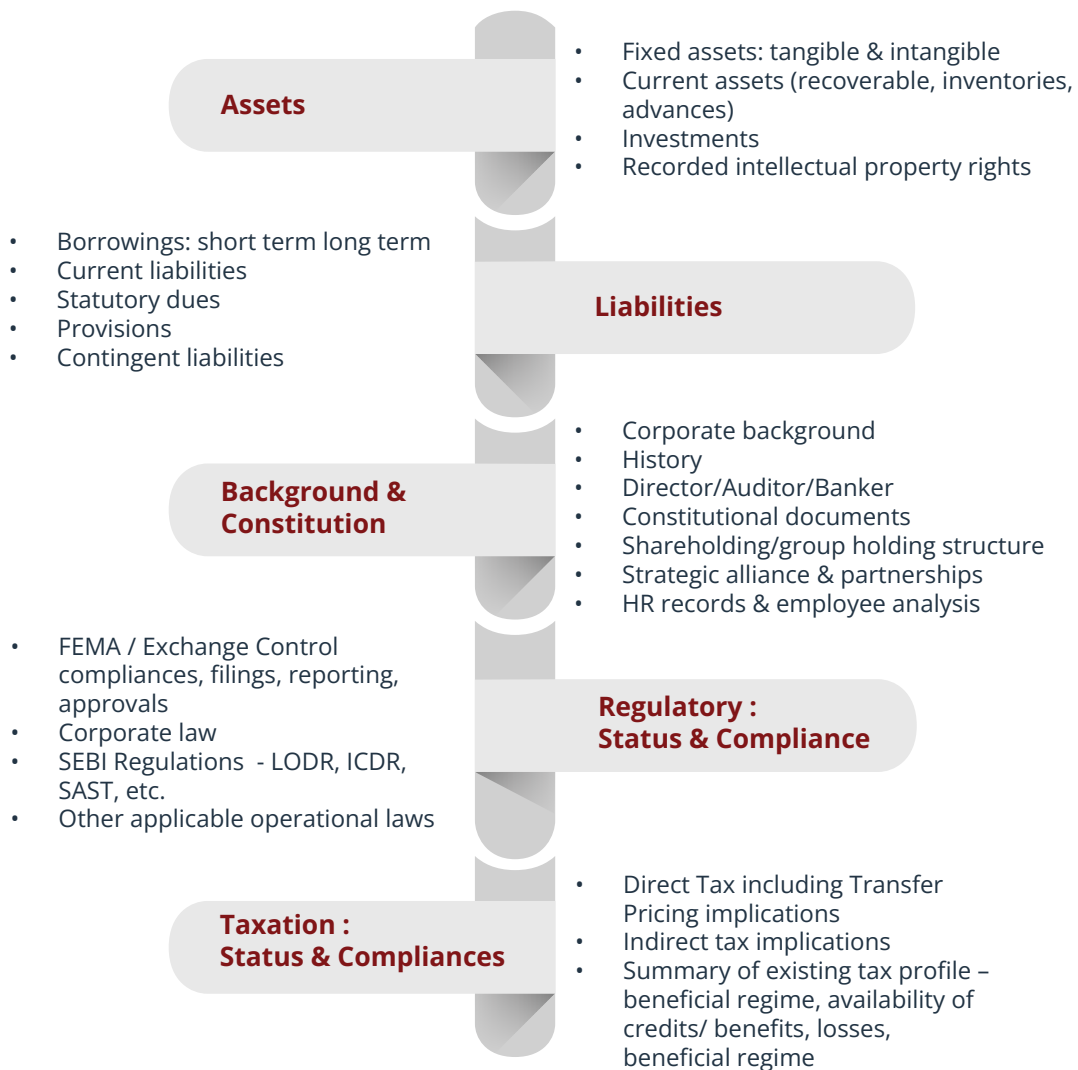 Assets
• Fixed assets: tangible & intangible
• Current assets (recoverable, inventories,
advances)
• Investments
• Recorded intellectual property rights
• Borrowings: short term long term
• Current liabilities
• Statutory dues
• Provisions
• Contingent liabilities
Liabilities
Background &
Constitution
• Corporate background
• History
• Director/Auditor/Banker
• Constitutional documents
• Shareholding/group holding structure
• Strategic alliance & partnerships
• HR records & employee analysis
• FEMA / Exchange Control
compliances, filings, reporting,
approvals
• Corporate law
• SEBI Regulations - LODR, ICDR,
SAST, etc.
• Other applicable operational laws
Regulatory :
Status & Compliance
Taxation :
Status & Compliances
• Direct Tax including Transfer
Pricing implications
• Indirect tax implications
• Summary of existing tax profile –
beneficial regime, availability of
credits/ benefits, losses,
beneficial regime